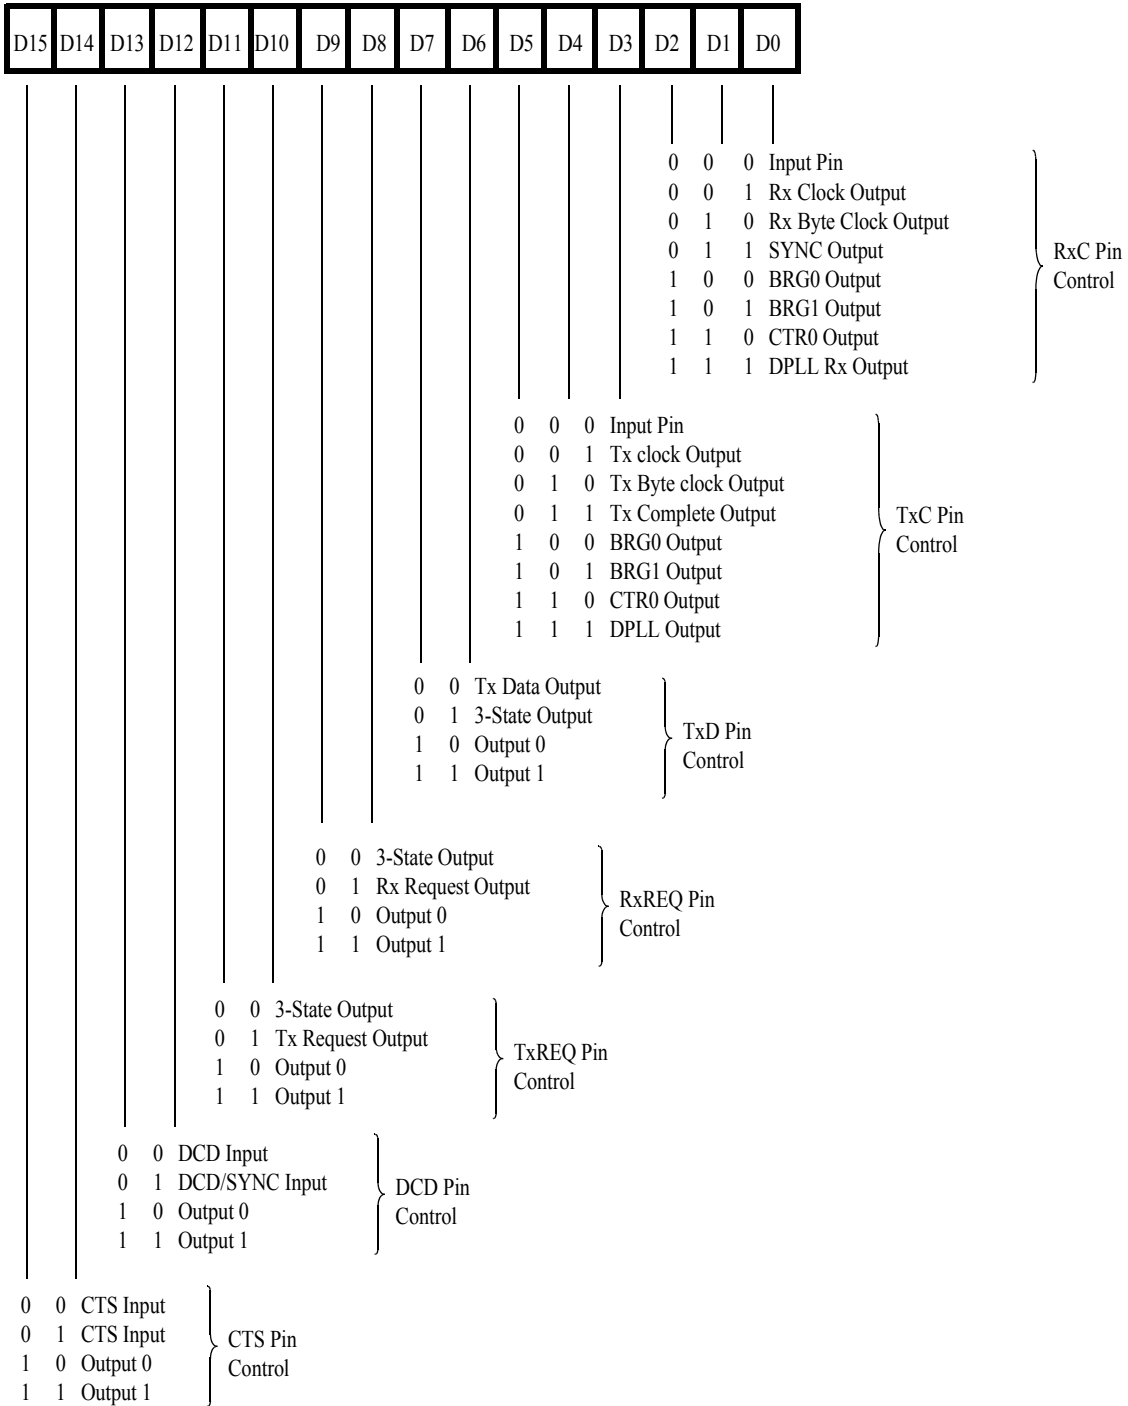 D15 D14 D13 D12 D11 D10 D9 D8 D7 D6 D5 D4 D3 D2 D1 D0
0 0 0 Input Pin
0 0 1 Rx Clock Output
0 1 0 Rx Byte Clock Output
0 1 1 SYNC Output
1 0 0 BRG0 Output
1 0 1 BRG1 Output
1 1 0 CTR0 Output
1 1 1 DPLL Rx Output
RxC Pin
Control
0 0 0 Input Pin
0 0 1 Tx clock Output
0 1 0 Tx Byte clock Output
0 1 1 Tx Complete Output
1 0 0 BRG0 Output
1 0 1 BRG1 Output
1 1 0 CTR0 Output
1 1 1 DPLL Output
TxC Pin
Control
0 0 Tx Data Output
0 1 3-State Output
1 0 Output 0
1 1 Output 1
TxD Pin
Control
0 0 3-State Output
0 1 Rx Request Output
1 0 Output 0
1 1 Output 1
RxREQ Pin
Control
0 0 3-State Output
0 1 Tx Request Output
1 0 Output 0
1 1 Output 1
TxREQ Pin
Control
0 0 DCD Input
0 1 DCD/SYNC Input
1 0 Output 0
1 1 Output 1
DCD Pin
Control
0 0 CTS Input
0 1 CTS Input
1 0 Output 0
1 1 Output 1
CTS Pin
Control